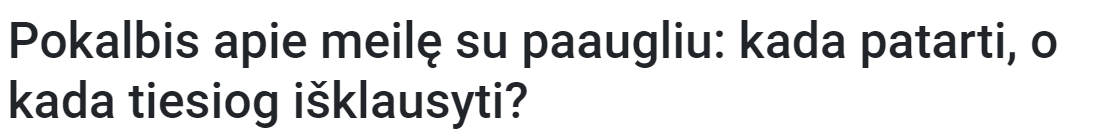 Pokalbis apie meilę su paaugliu: kada patarti, o
kada tiesiog išklausyti?